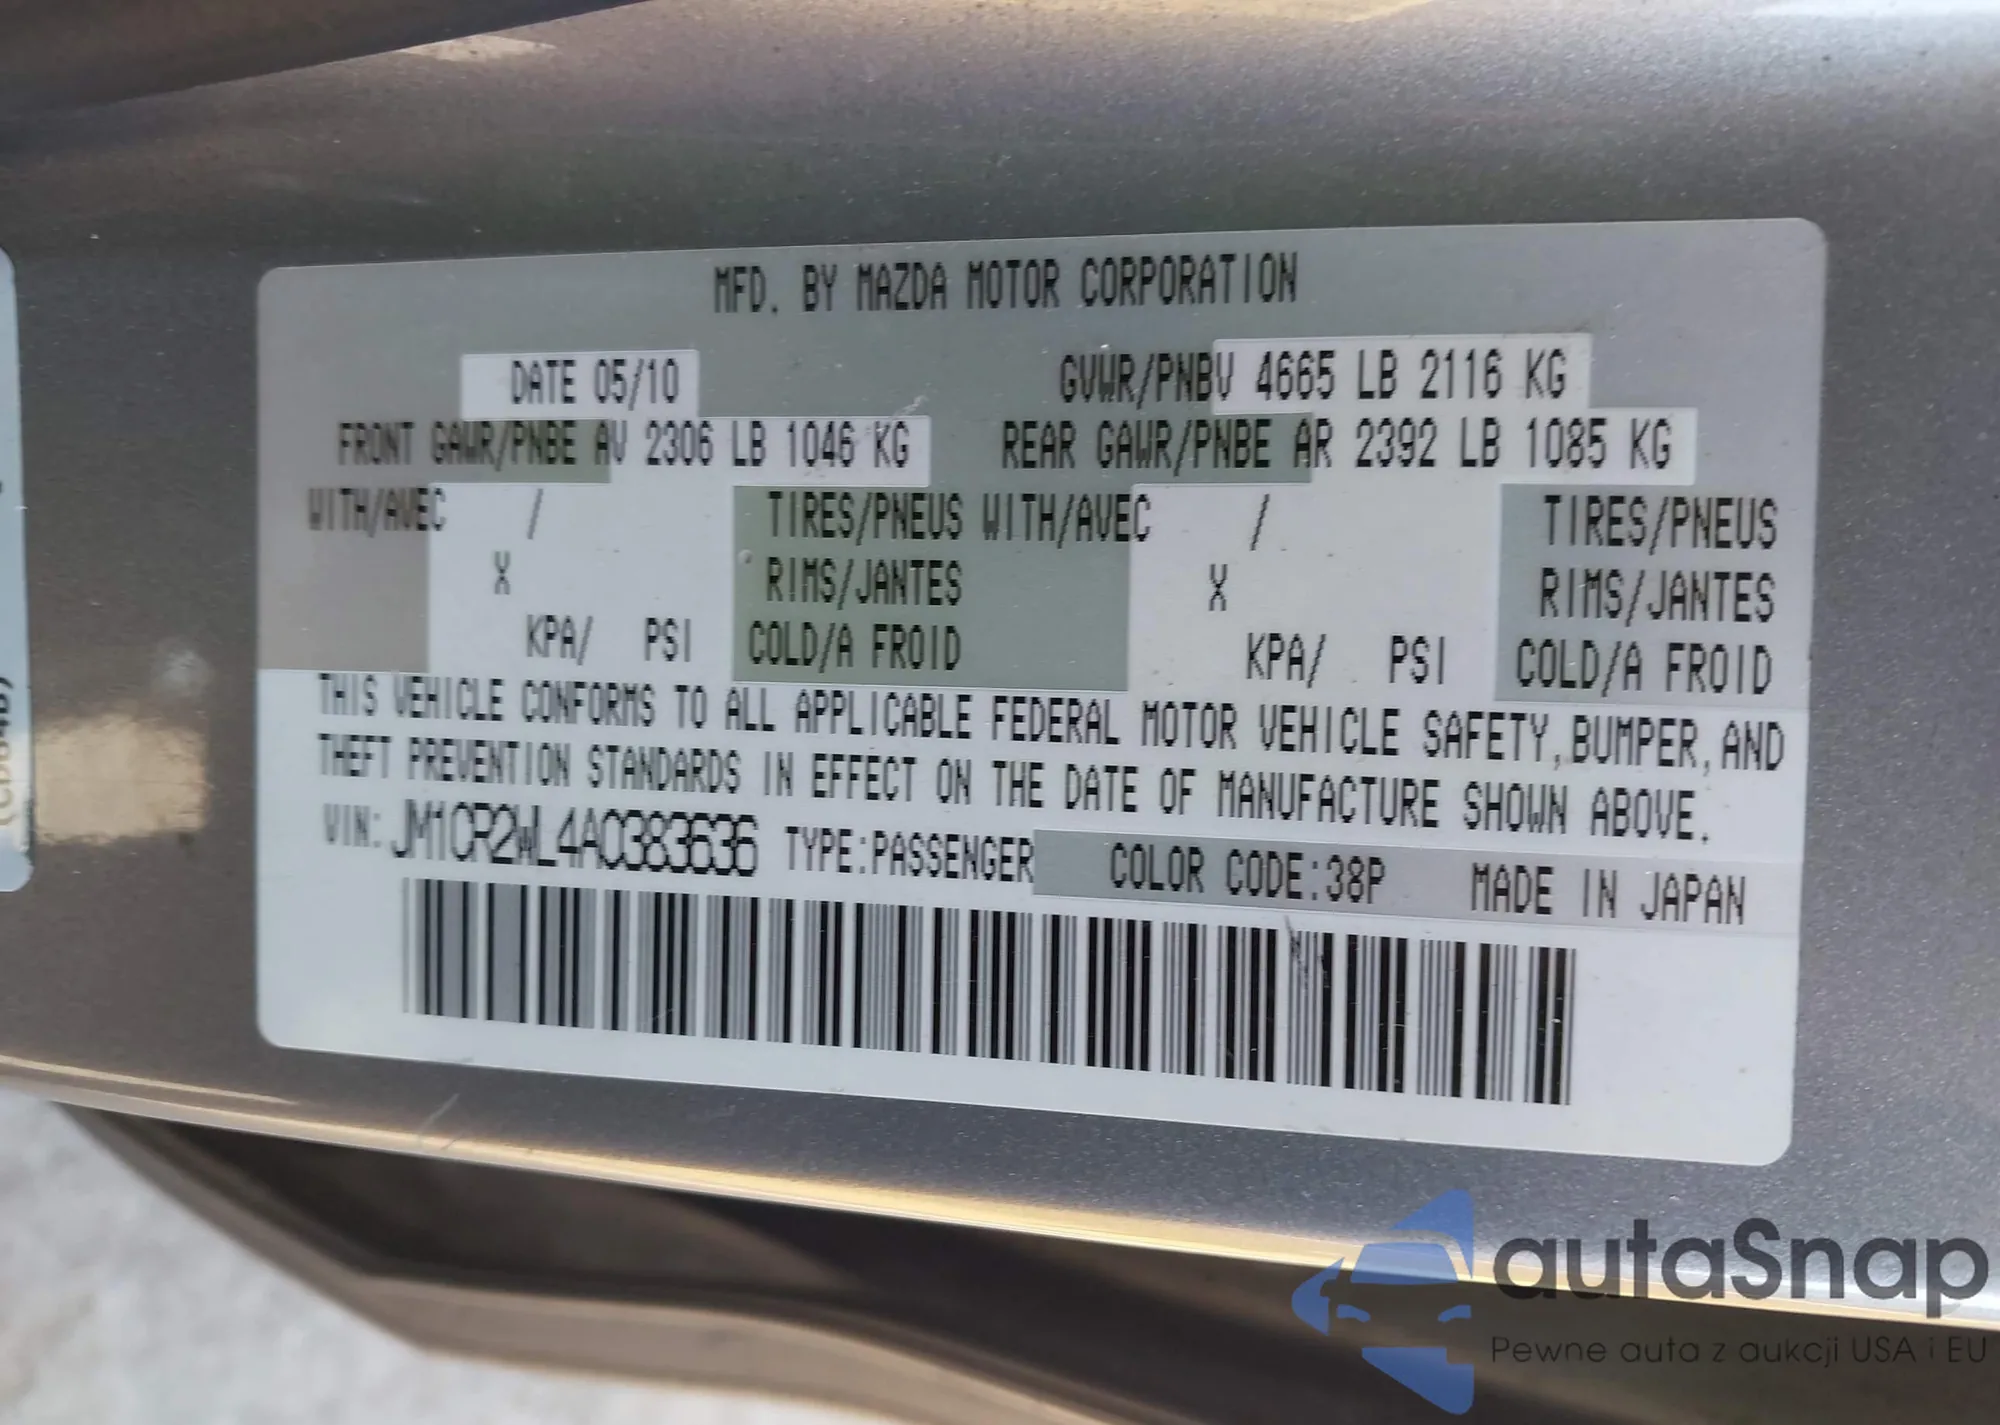 MFD. BY MAZDA MOTOR CORPORATION
DATE 05/10 GVWR/PNBV 4665 LB 2116 KG
FRONT GAWR/PNBE AV 2306 LB 1046 KG REAR GAWR/PNBE AR 2392 LB 1085 KG
WITH/AVEC / TIRES/PNEUS WITH/AVEC / TIRES/PNEUS
X RIMS/JANTES X RIMS/JANTES
KPA/ PSI COLD/A FROID KPA/ PSI COLD/A FROID
THIS VEHICLE CONFORMS TO ALL APPLICABLE FEDERAL MOTOR VEHICLE SAFETY,BUMPER,AND
THEFT PREVENTION STANDARDS IN EFFECT ON THE DATE OF MANUFACTURE SHOWN ABOVE.
VIN: JM1CR2WL4A0383636 TYPE:PASSENGER COLOR CODE:38P MADE IN JAPAN
autaSnap
Pewne auta z aukcji USA i EU